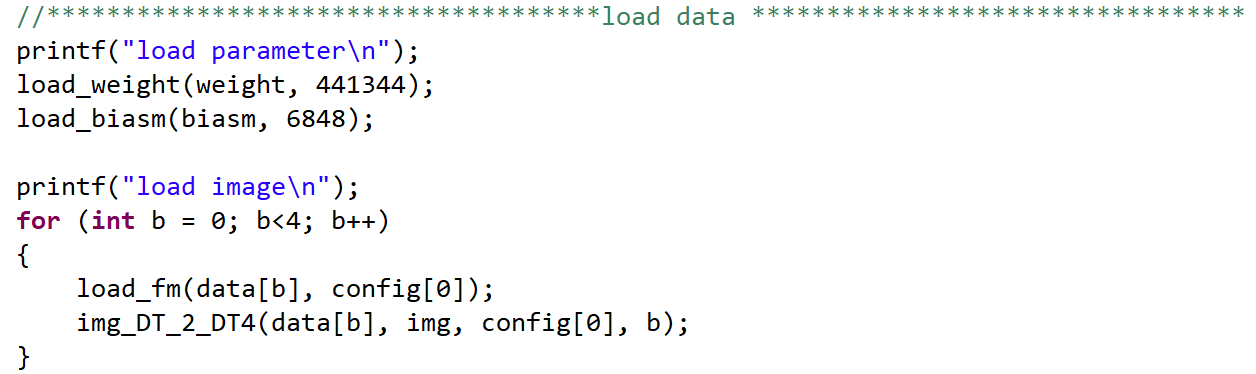 //*************************************load data *********************************
printf("load parameter\n");
load_weight(weight, 441344);
load_biasm(biasm, 6848);
printf("load image\n");
for (int b = 0; b<4; b++)
{
    load_fm(data[b], config[0]);
    img_DT_2_DT4(data[b], img, config[0], b);
}